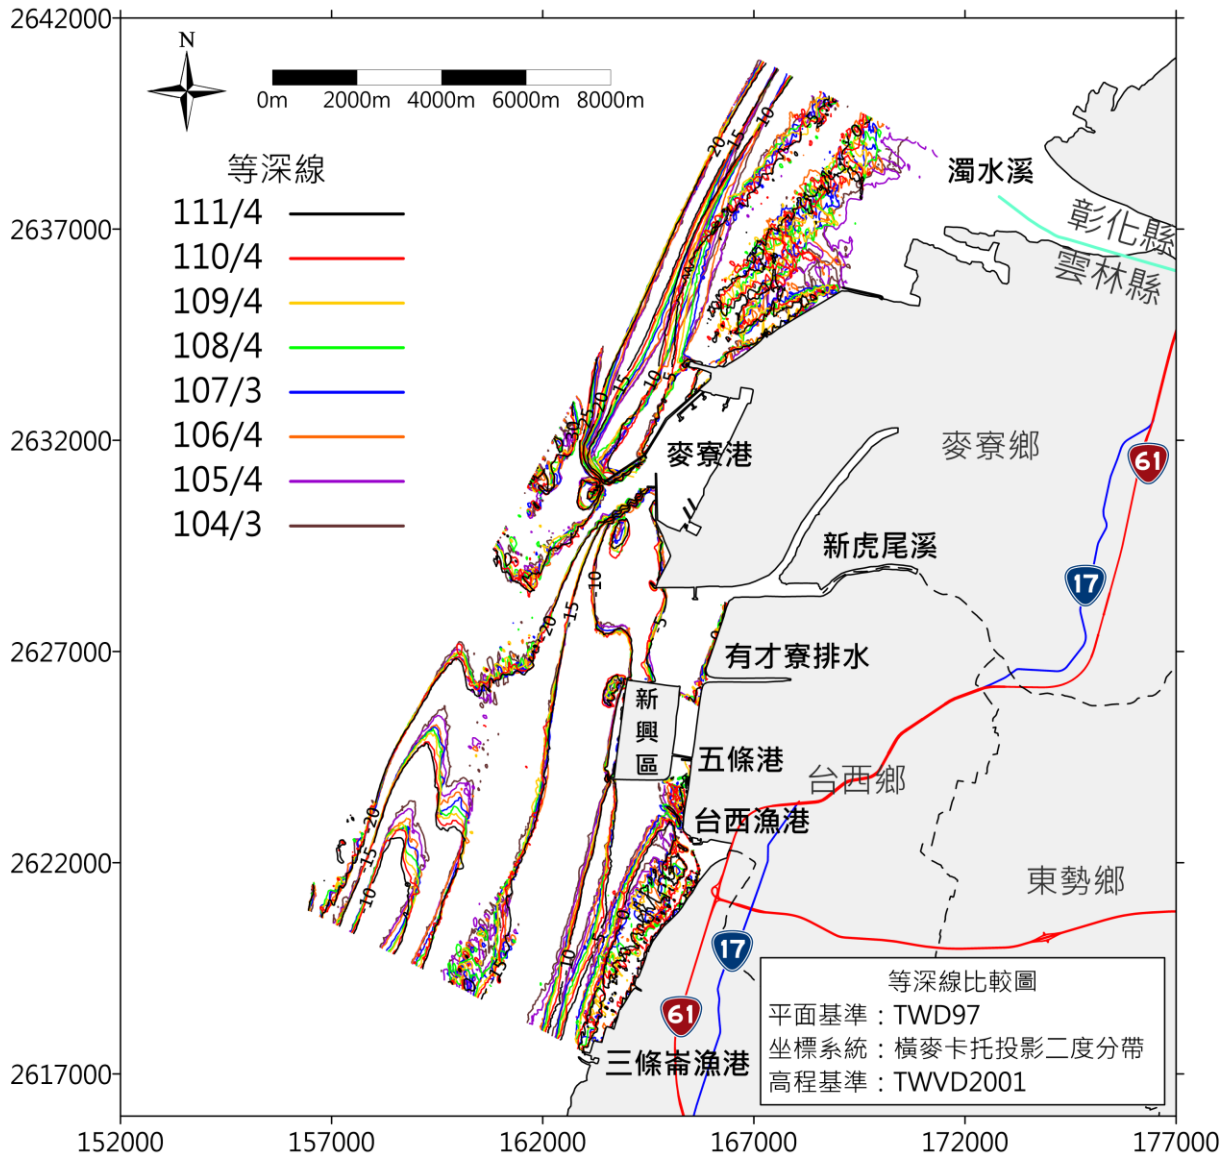 2642000
2637000
2632000
2627000
2622000
2617000
152000
157000
162000
167000
172000
177000
N
0m
2000m
4000m
6000m
8000m
等深線
111/4
110/4
109/4
108/4
107/3
106/4
105/4
104/3
濁水溪
彰化縣
雲林縣
麥寮港
麥寮鄉
61
新虎尾溪
17
有才寮排水
新興區
五條港
台西鄉
台西漁港
東勢鄉
17
61
三條崙漁港
-20
-15
-10
-20
-15
-10
-5
-10
-15
-20
-5
-20
-15
-10
-10
-15
等深線比較圖
平面基準：TWD97
坐標系統：橫麥卡托投影二度分帶
高程基準：TWVD2001